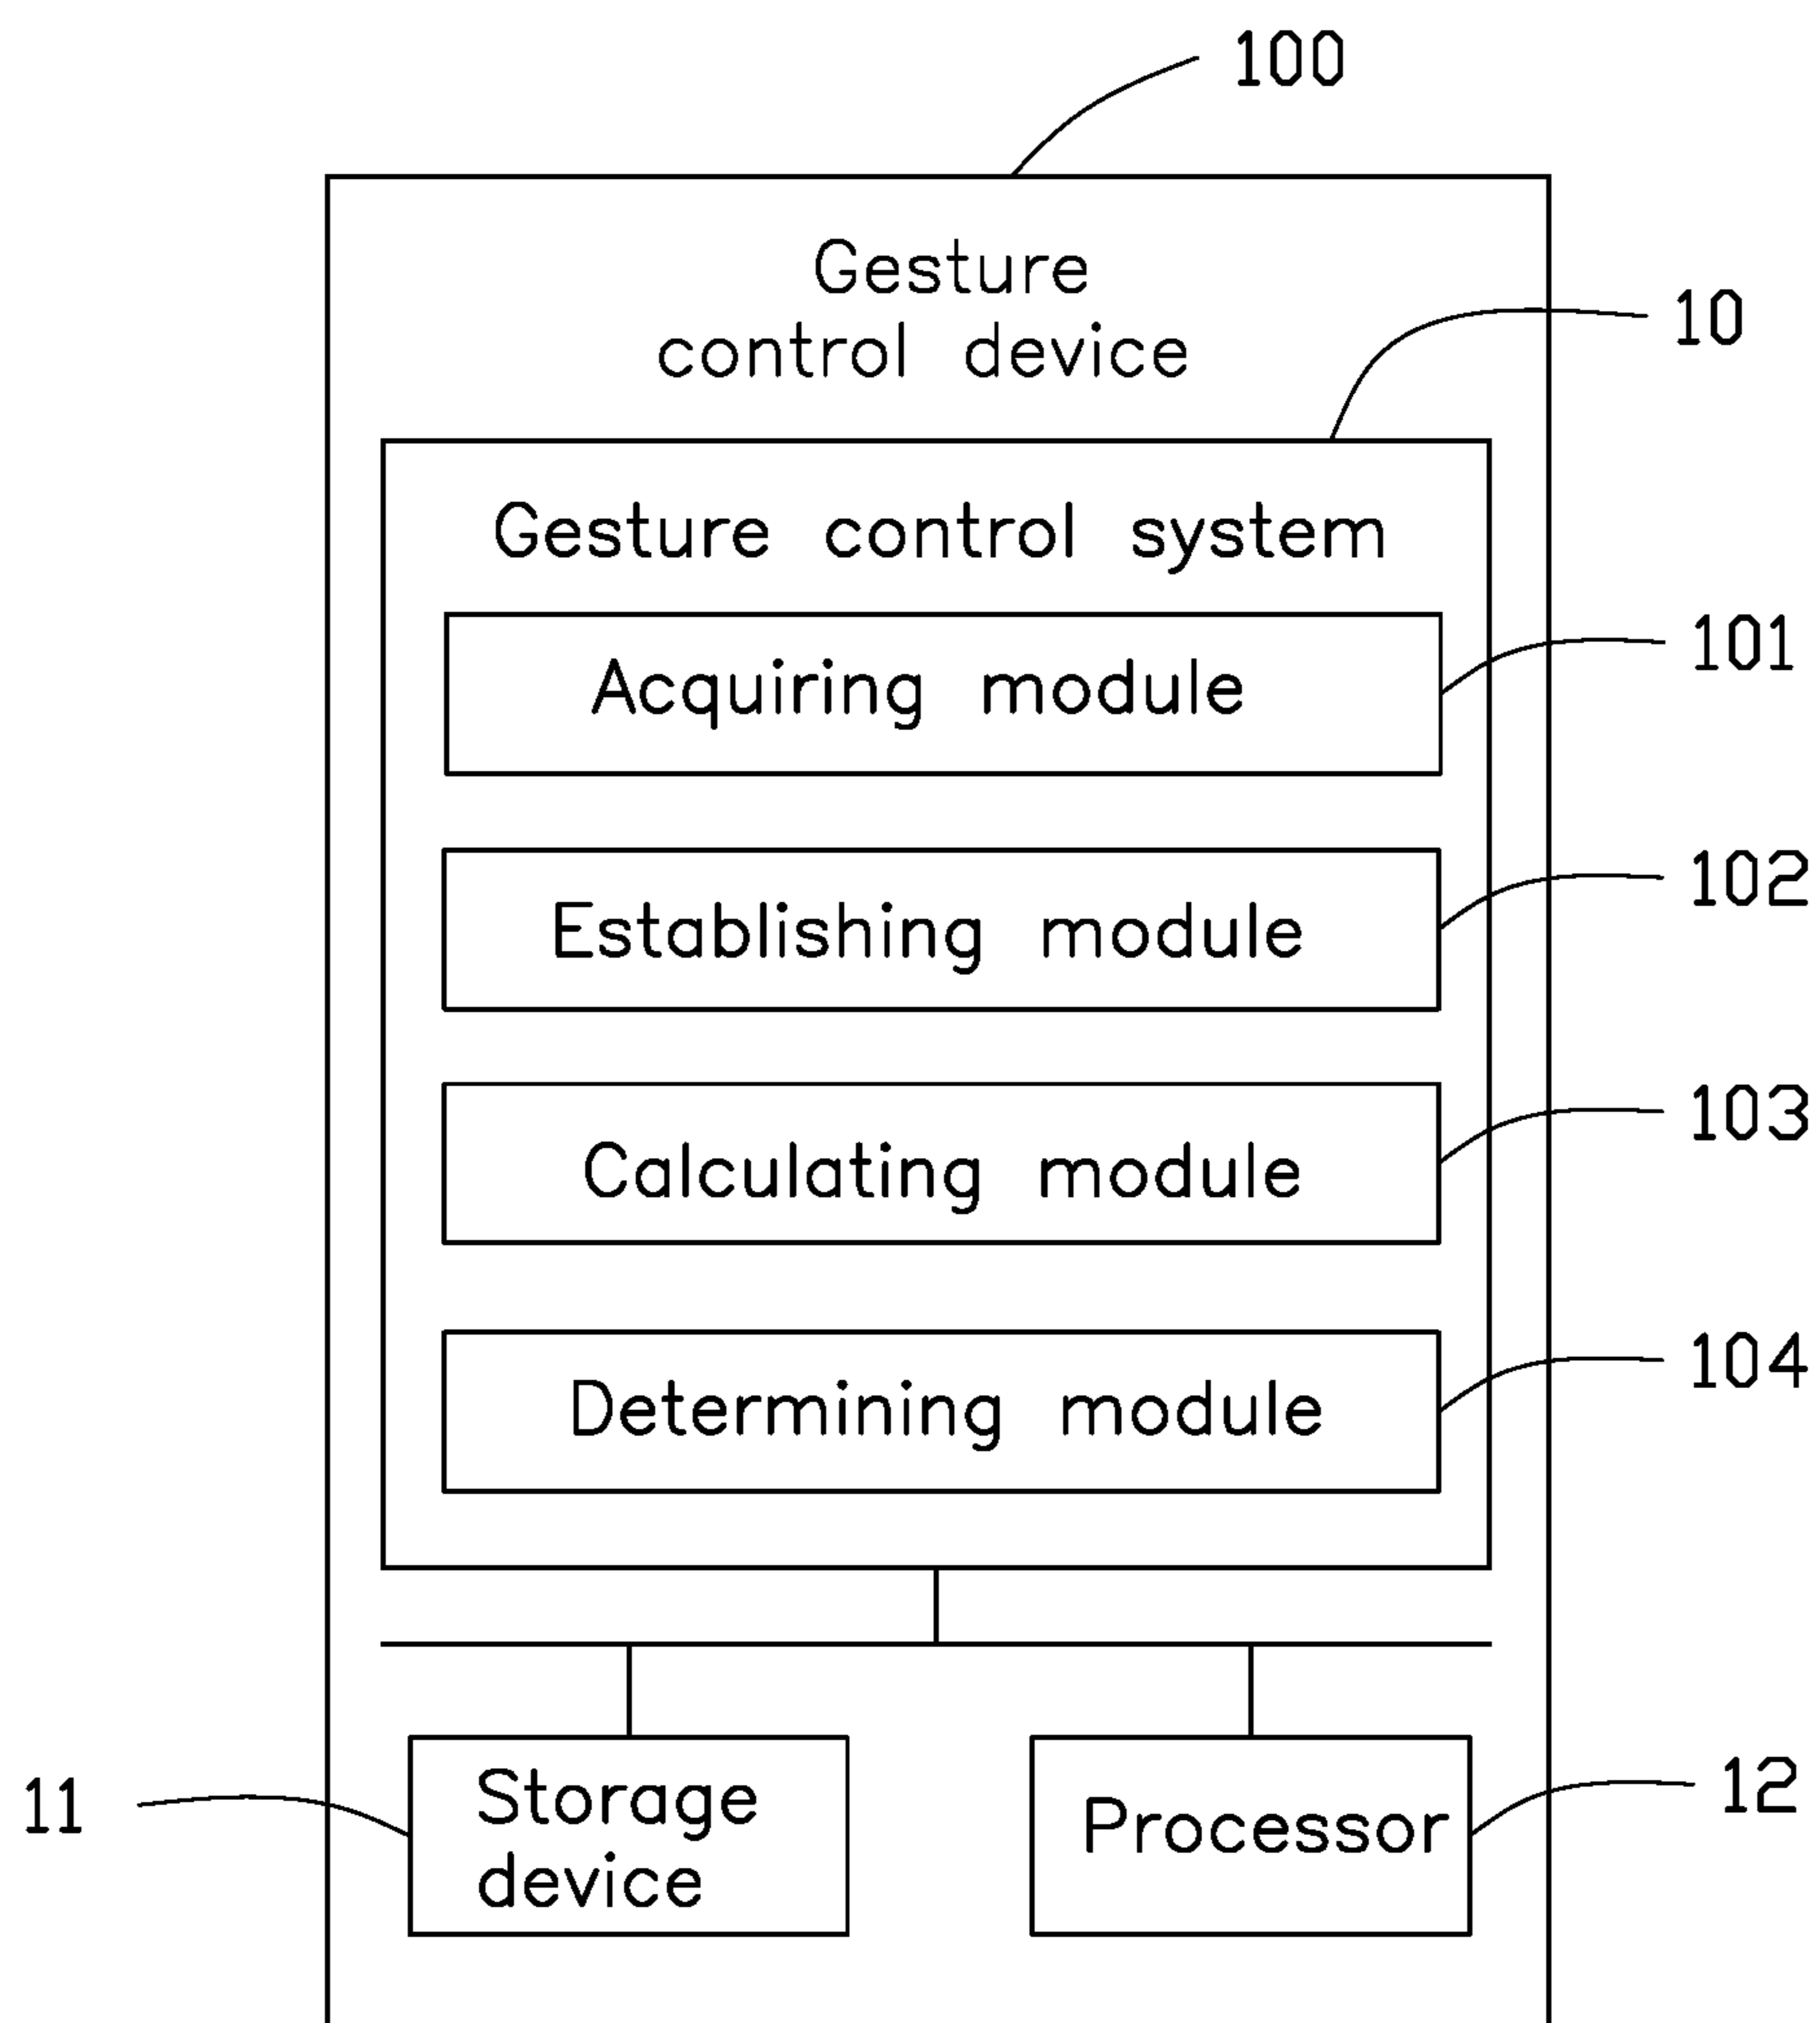 100
Gesture
control device
10
Gesture control system
Acquiring module
101
Establishing module
102
Calculating module
103
Determining module
104
11
Storage
device
Processor
12